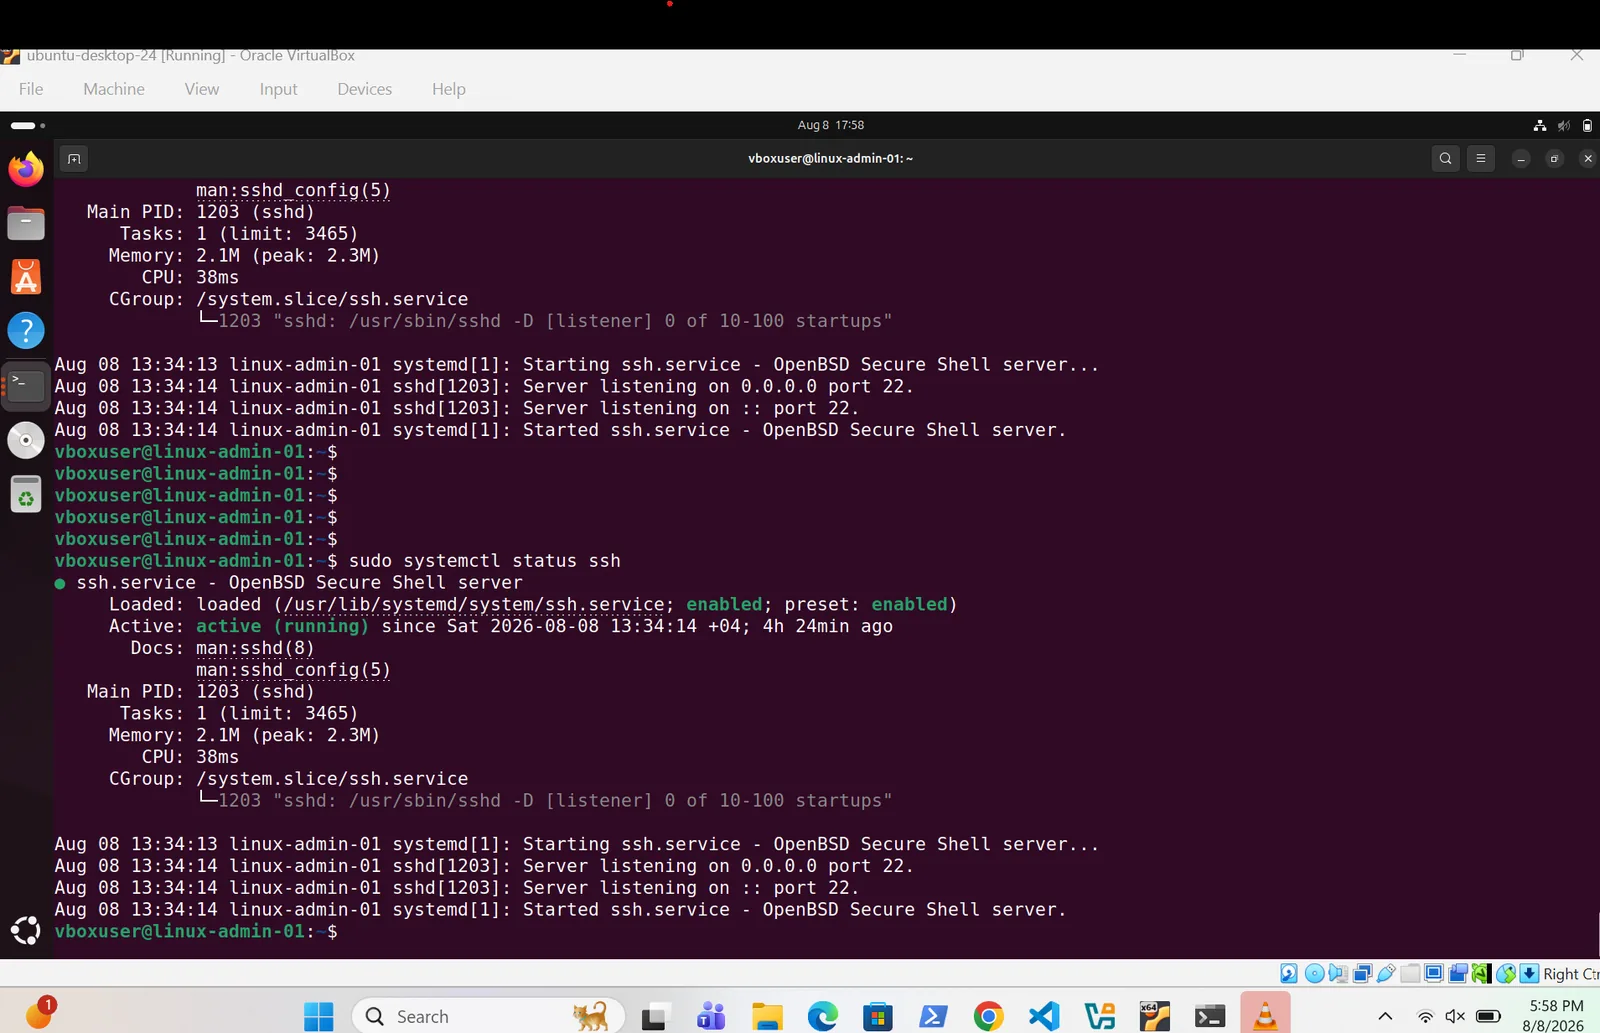 ubuntu-desktop-24 [Running] - Oracle VirtualBox
File Machine View Input Devices Help
Aug 8 17:58
vboxuser@linux-admin-01: ~
man:sshd_config(5)
Main PID: 1203 (sshd)
Tasks: 1 (limit: 3465)
Memory: 2.1M (peak: 2.3M)
CPU: 38ms
CGroup: /system.slice/ssh.service
└─1203 "sshd: /usr/sbin/sshd -D [listener] 0 of 10-100 startups"
Aug 08 13:34:13 linux-admin-01 systemd[1]: Starting ssh.service - OpenBSD Secure Shell server...
Aug 08 13:34:14 linux-admin-01 sshd[1203]: Server listening on 0.0.0.0 port 22.
Aug 08 13:34:14 linux-admin-01 sshd[1203]: Server listening on :: port 22.
Aug 08 13:34:14 linux-admin-01 systemd[1]: Started ssh.service - OpenBSD Secure Shell server.
vboxuser@linux-admin-01:~$
vboxuser@linux-admin-01:~$
vboxuser@linux-admin-01:~$
vboxuser@linux-admin-01:~$
vboxuser@linux-admin-01:~$
vboxuser@linux-admin-01:~$ sudo systemctl status ssh
● ssh.service - OpenBSD Secure Shell server
Loaded: loaded (/usr/lib/systemd/system/ssh.service; enabled; preset: enabled)
Active: active (running) since Sat 2026-08-08 13:34:14 +04; 4h 24min ago
Docs: man:sshd(8)
man:sshd_config(5)
Main PID: 1203 (sshd)
Tasks: 1 (limit: 3465)
Memory: 2.1M (peak: 2.3M)
CPU: 38ms
CGroup: /system.slice/ssh.service
└─1203 "sshd: /usr/sbin/sshd -D [listener] 0 of 10-100 startups"
Aug 08 13:34:13 linux-admin-01 systemd[1]: Starting ssh.service - OpenBSD Secure Shell server...
Aug 08 13:34:14 linux-admin-01 sshd[1203]: Server listening on 0.0.0.0 port 22.
Aug 08 13:34:14 linux-admin-01 sshd[1203]: Server listening on :: port 22.
Aug 08 13:34:14 linux-admin-01 systemd[1]: Started ssh.service - OpenBSD Secure Shell server.
vboxuser@linux-admin-01:~$
Right Ctr
1
Search
x64
5:58 PM
8/8/2026